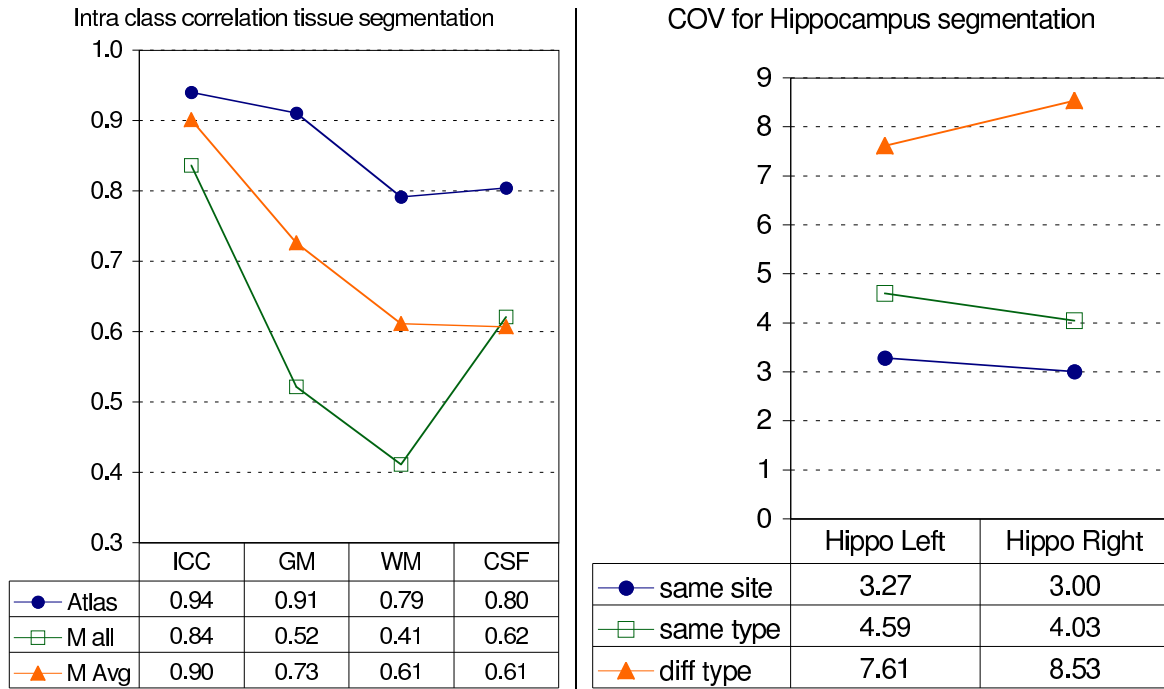 Intra class correlation tissue segmentation
1.0
0.9
0.8
0.7
0.6
0.5
0.4
0.3
ICC GM WM CSF
Atlas 0.94 0.91 0.79 0.80
M all 0.84 0.52 0.41 0.62
M Avg 0.90 0.73 0.61 0.61
COV for Hippocampus segmentation
9
8
7
6
5
4
3
2
1
0
Hippo Left Hippo Right
same site 3.27 3.00
same type 4.59 4.03
diff type 7.61 8.53